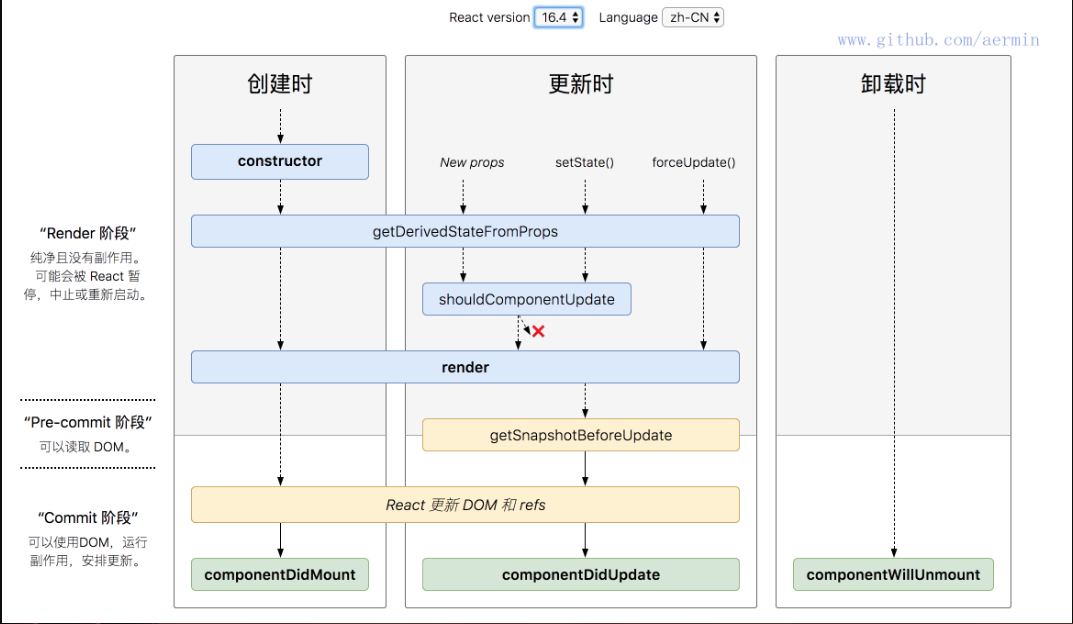 React version 16.4 Language zh-CN
www.github.com/aermin
创建时
更新时
卸载时
constructor
New props
setState()
forceUpdate()
getDerivedStateFromProps
“Render 阶段”
纯净且没有副作用。
可能会被 React 暂
停，中止或重新启动。
shouldComponentUpdate
render
“Pre-commit 阶段”
可以读取 DOM。
getSnapshotBeforeUpdate
React 更新 DOM 和 refs
“Commit 阶段”
可以使用DOM，运行
副作用，安排更新。
componentDidMount
componentDidUpdate
componentWillUnmount